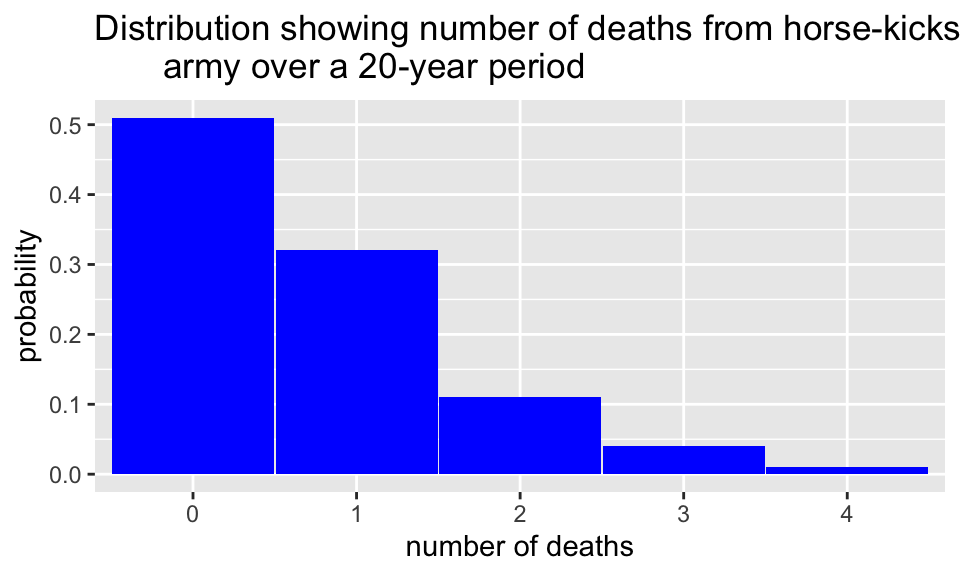 Distribution showing number of deaths from horse-kicks
army over a 20-year period
0.5
0.4
0.3
0.2
0.1
0.0
probability
0 1 2 3 4
number of deaths